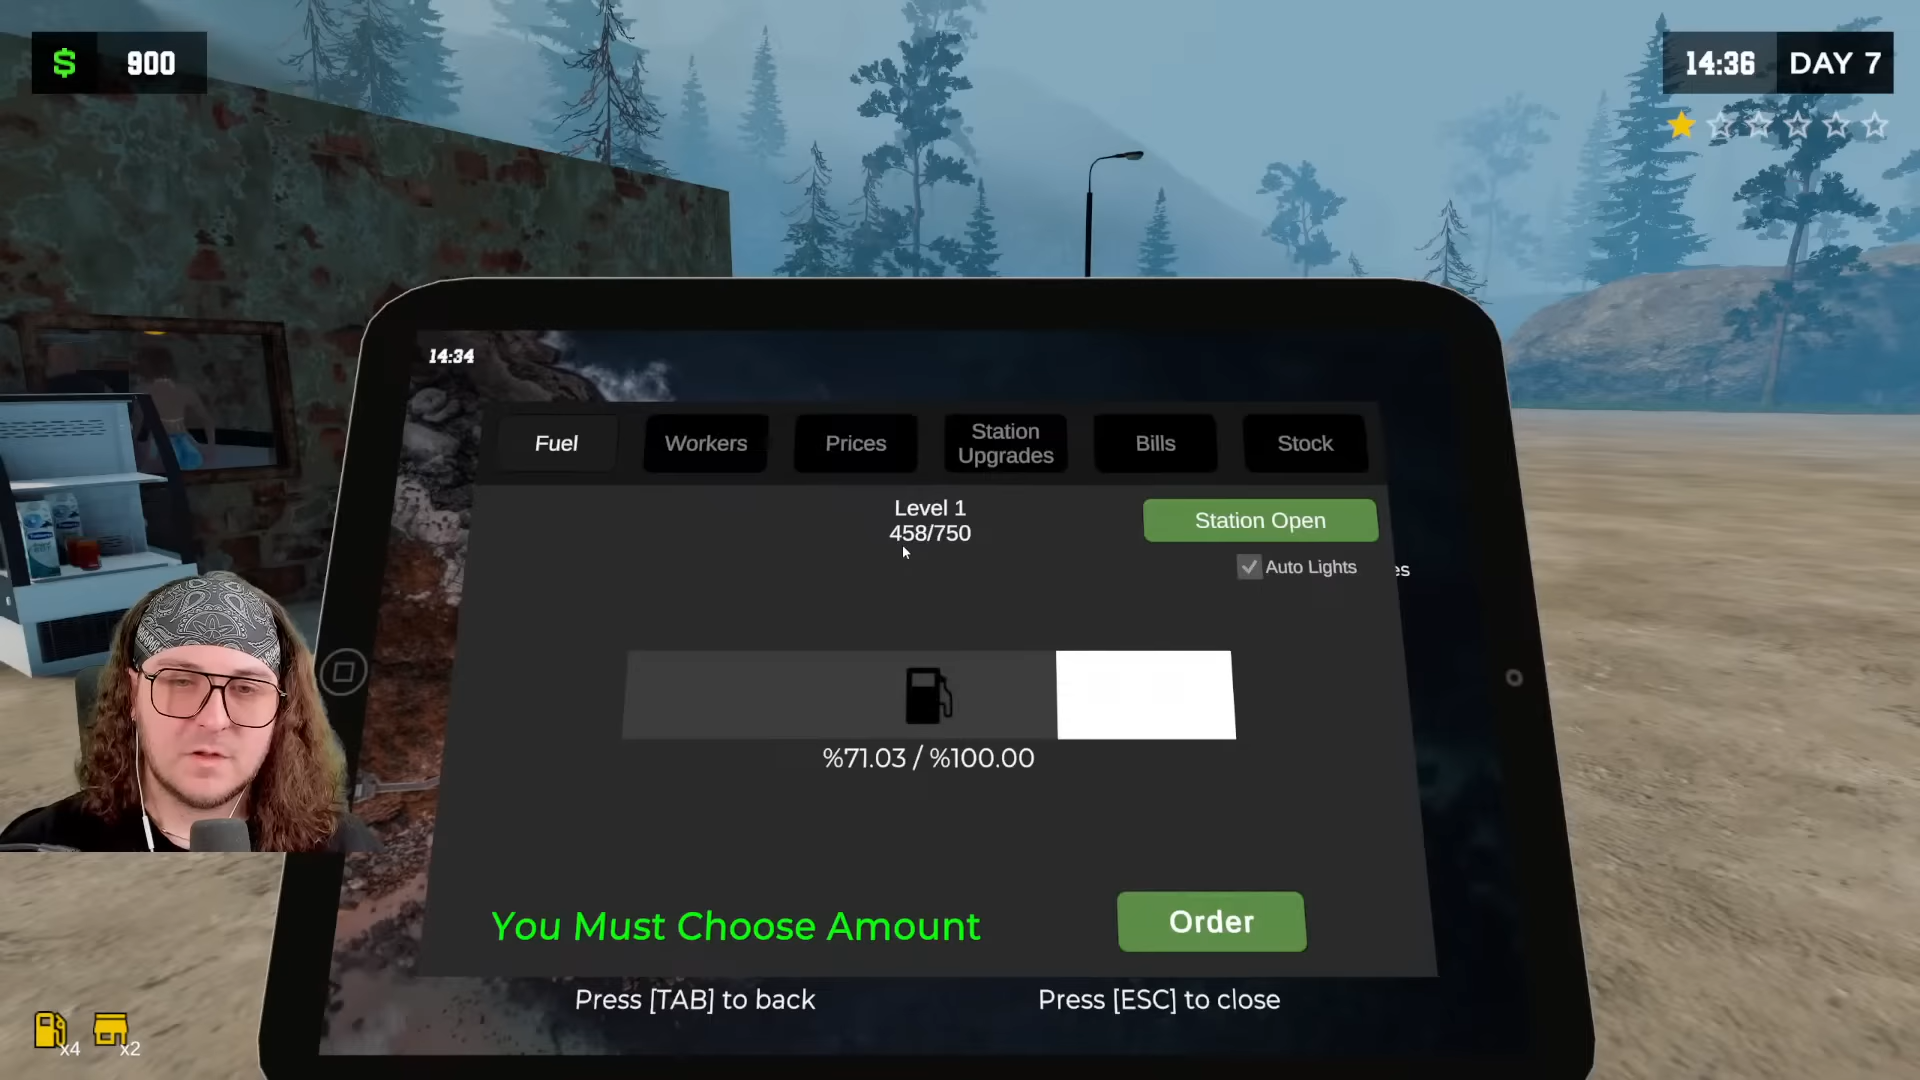 $ 900
14:36 DAY 7
14:34
Fuel
Workers
Prices
Station
Upgrades
Bills
Stock
Level 1
458/750
Station Open
Auto Lights
es
%71.03 / %100.00
You Must Choose Amount
Order
Press [TAB] to back
Press [ESC] to close
x4
x2